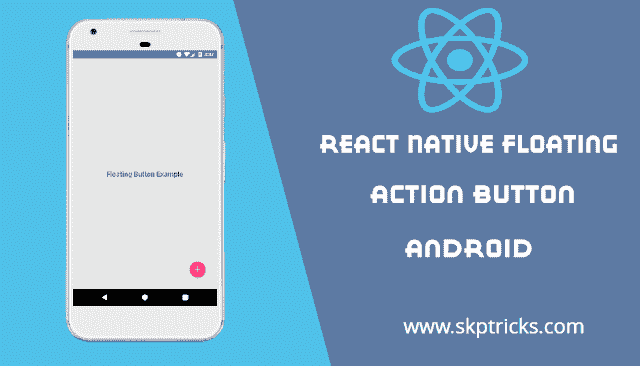 Floating Button Example
+
REACT NATIVE FLOATING
ACTION BUTTON
ANDROID
www.skptricks.com